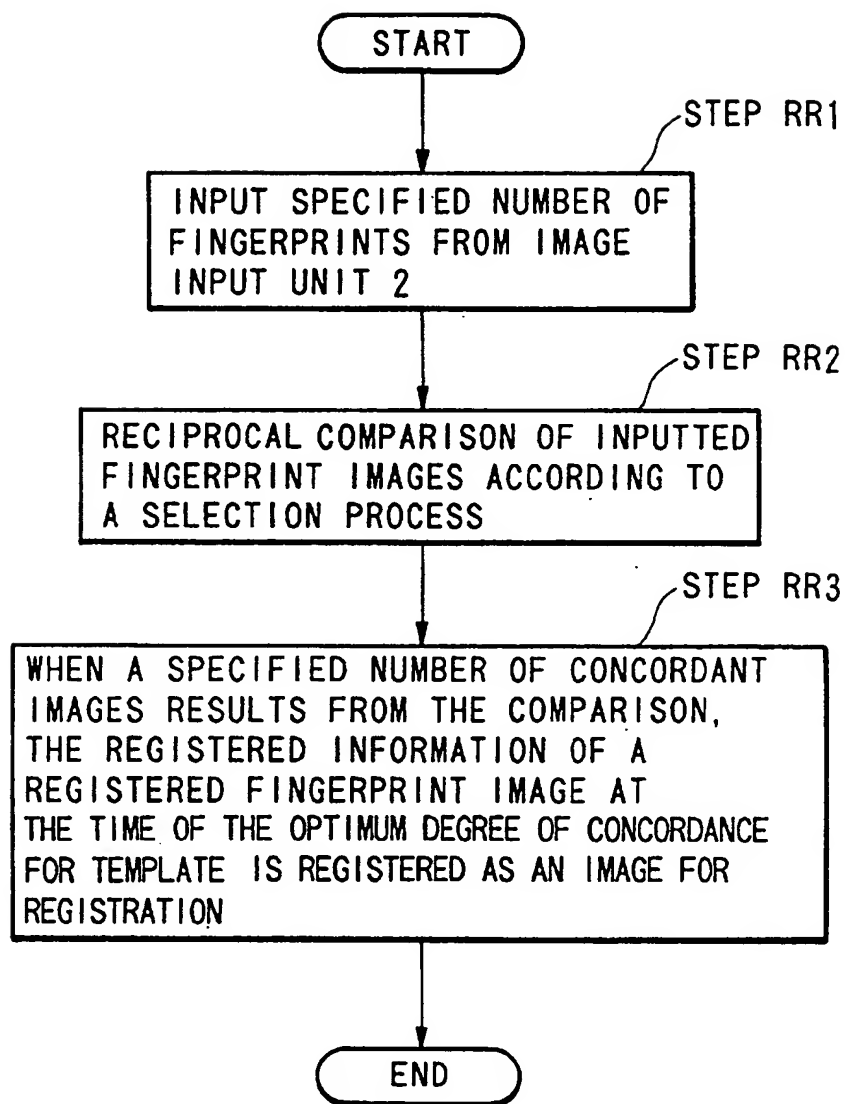 START
STEP RR1
INPUT SPECIFIED NUMBER OF
FINGERPRINTS FROM IMAGE
INPUT UNIT 2
STEP RR2
RECIPROCAL COMPARISON OF INPUTTED
FINGERPRINT IMAGES ACCORDING TO
A SELECTION PROCESS
STEP RR3
WHEN A SPECIFIED NUMBER OF CONCORDANT
IMAGES RESULTS FROM THE COMPARISON,
THE REGISTERED INFORMATION OF A
REGISTERED FINGERPRINT IMAGE AT
THE TIME OF THE OPTIMUM DEGREE OF CONCORDANCE
FOR TEMPLATE IS REGISTERED AS AN IMAGE FOR
REGISTRATION
END